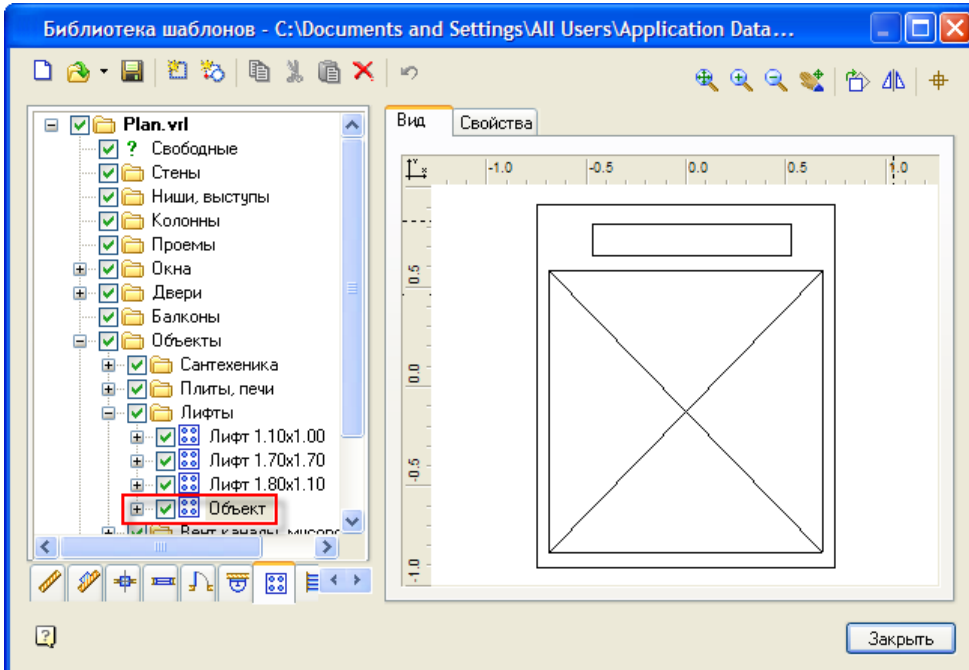 Библиотека шаблонов - C:\Documents and Settings\All Users\Application Data...
Вид
Свойства
Plan.vrl
? Свободные
Стены
Ниши, выступы
Колонны
Проемы
Окна
Двери
Балконы
Объекты
Сантехеника
Плиты, печи
Лифты
Лифт 1.10x1.00
Лифт 1.70x1.70
Лифт 1.80x1.10
Объект
Вент.каналы, мусоро
Y x
-1.0 -0.5 0.0 0.5 1.0
0.5
0.0
-0.5
-1.0
?
Закрыть